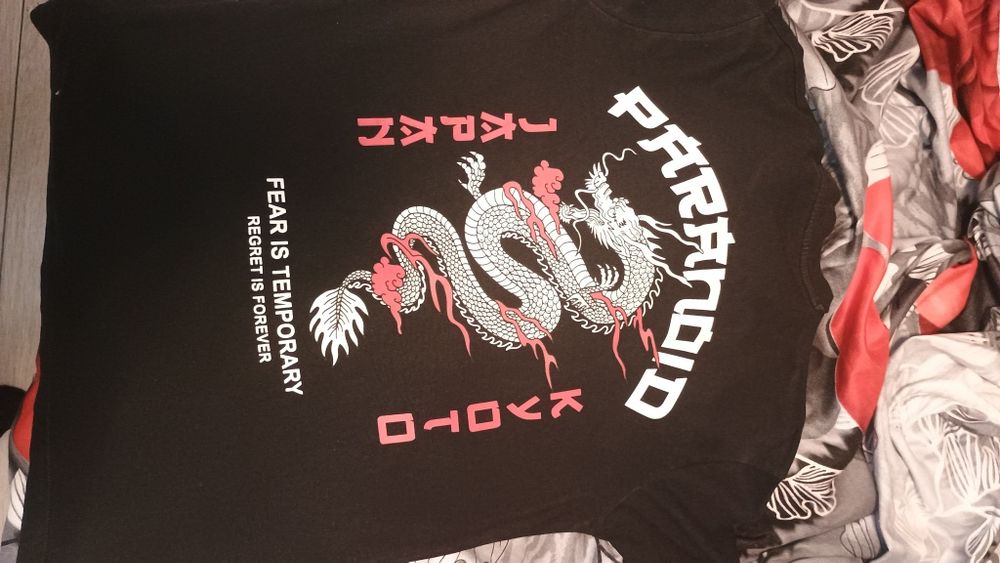 PARANOID
JAPAN
KyOTO
FEAR IS TEMPORARY
REGRET IS FOREVER